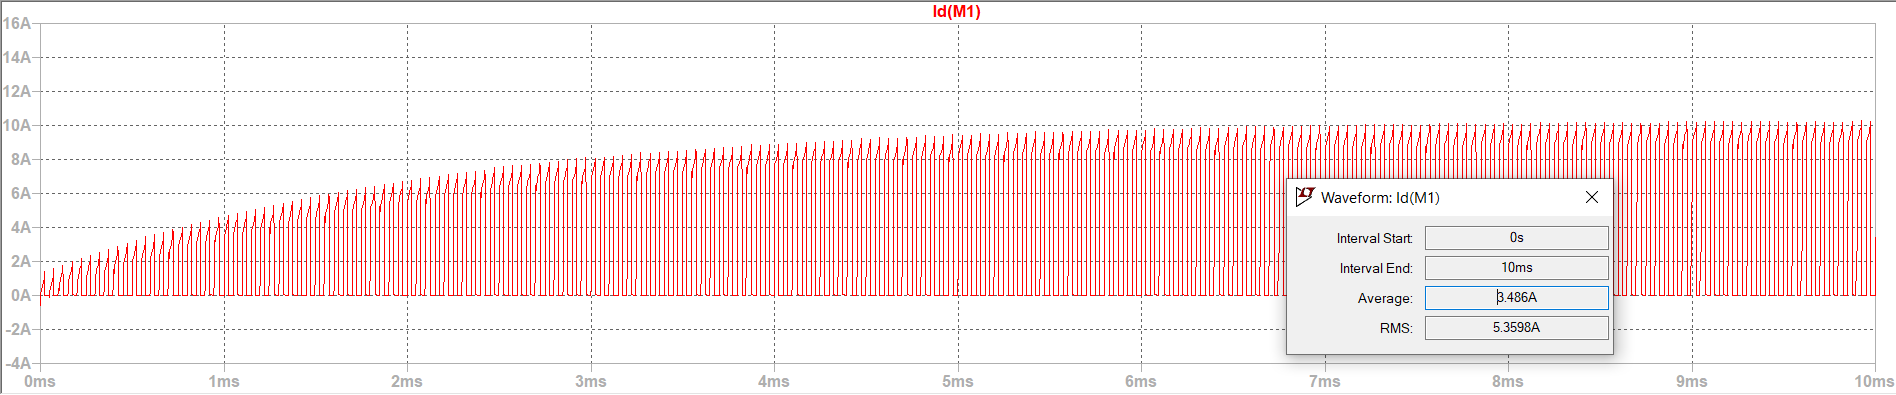 Id(M1)
16A
14A
12A
10A
8A
6A
4A
2A
0A
-2A
-4A
0ms 1ms 2ms 3ms 4ms 5ms 6ms 7ms 8ms 9ms 10ms
Waveform: Id(M1)
Interval Start: 0s
Interval End: 10ms
Average: 3.486A
RMS: 5.3598A